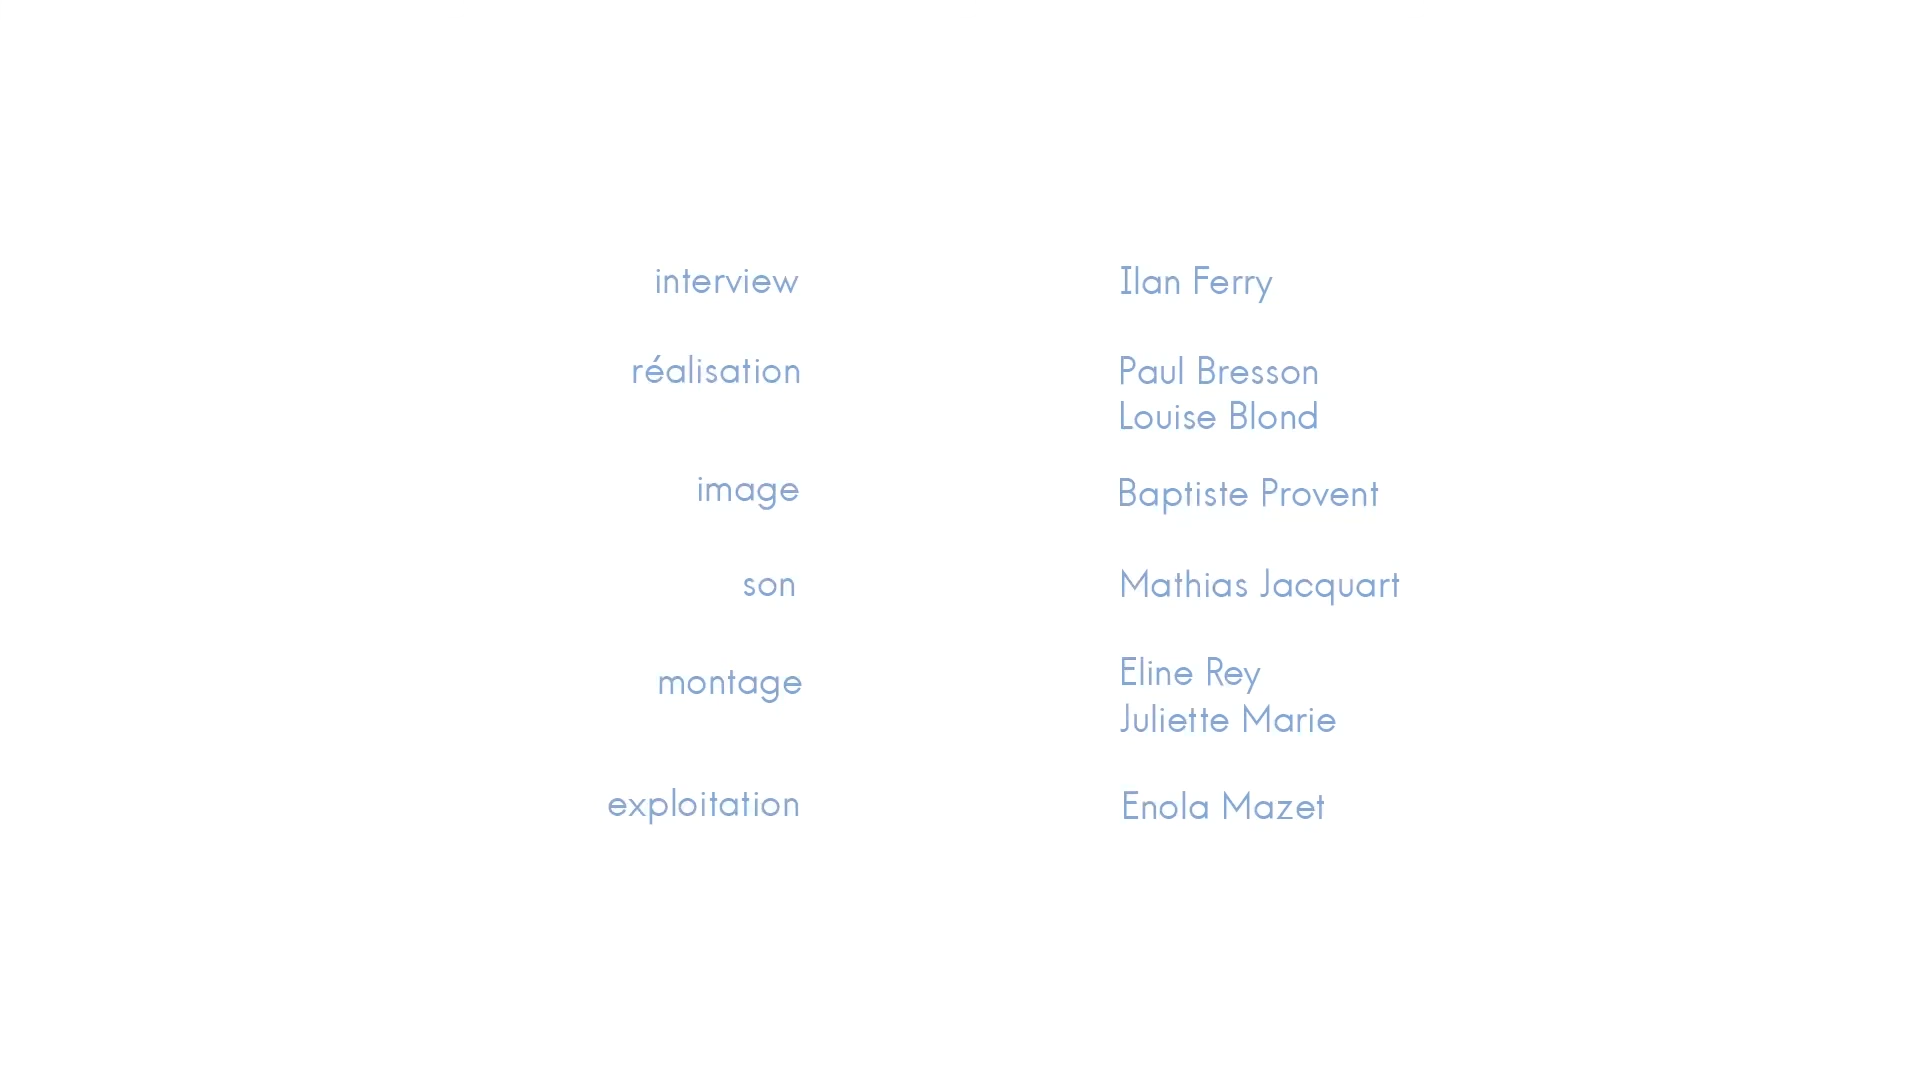 interview Ilan Ferry
réalisation Paul Bresson
Louise Blond
image Baptiste Provent
son Mathias Jacquart
montage Eline Rey
Juliette Marie
exploitation Enola Mazet